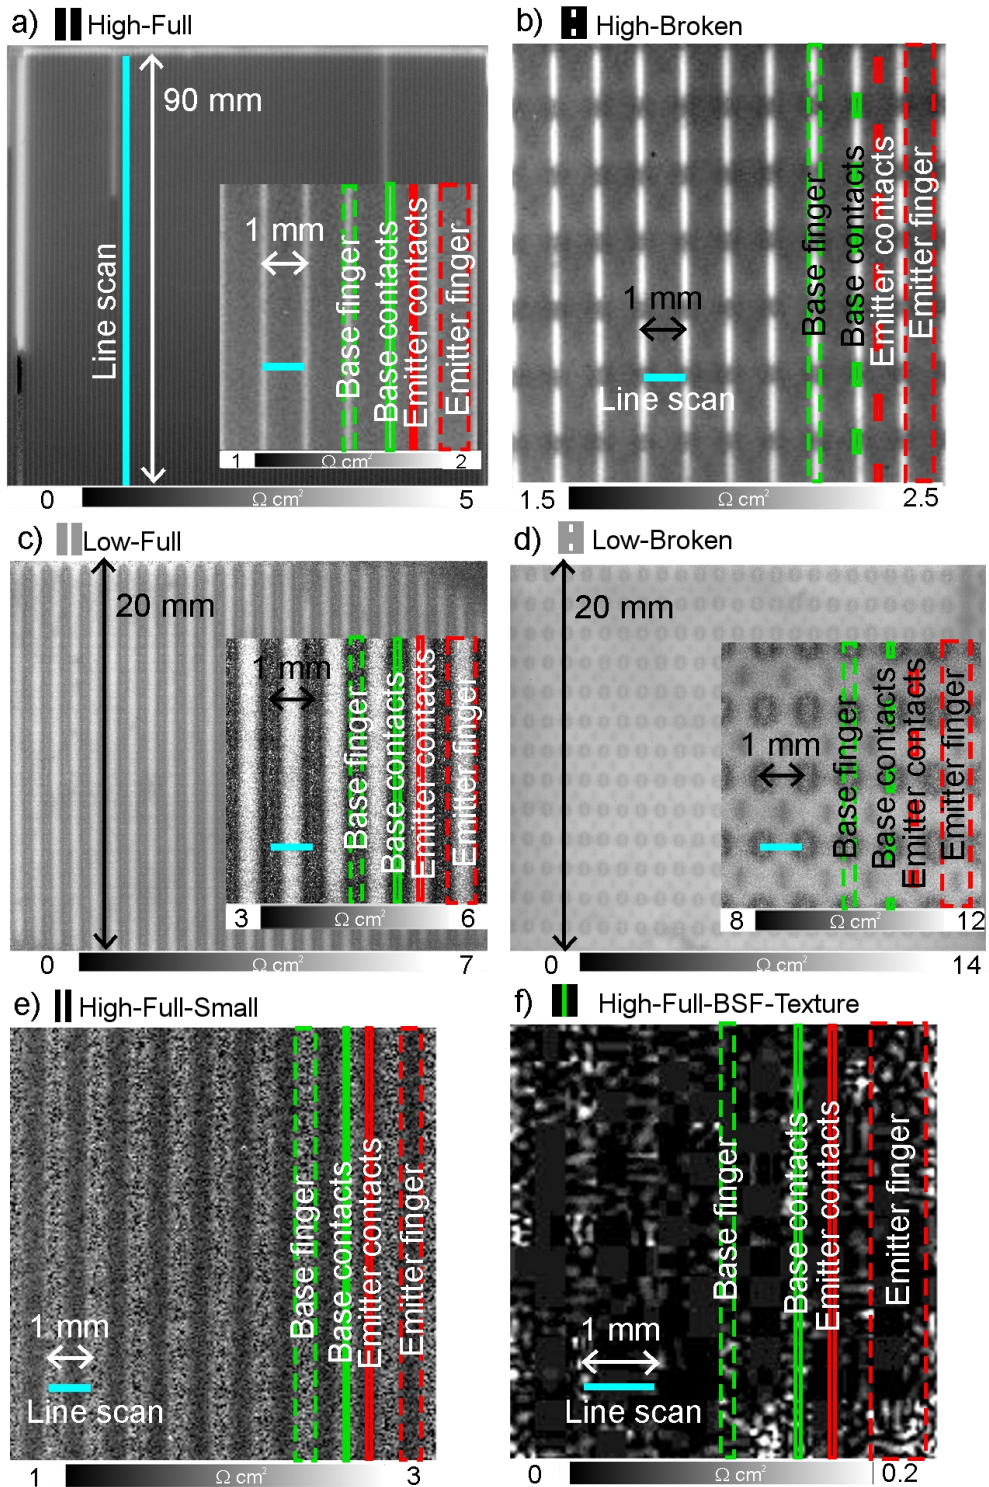 a) High-Full
90 mm
Line scan
1 mm
Base finger
Base contacts
Emitter contacts
Emitter finger
1 Ω cm² 2
0 Ω cm² 5
b) High-Broken
1 mm
Line scan
Base finger
Base contacts
Emitter contacts
Emitter finger
1.5 Ω cm² 2.5
c) Low-Full
20 mm
1 mm
Base finger
Base contacts
Emitter contacts
Emitter finger
3 Ω cm² 6
0 Ω cm² 7
d) Low-Broken
20 mm
1 mm
Base finger
Base contacts
Emitter contacts
Emitter finger
8 Ω cm² 12
0 Ω cm² 14
e) High-Full-Small
1 mm
Line scan
Base finger
Base contacts
Emitter contacts
Emitter finger
1 Ω cm² 3
f) High-Full-BSF-Texture
1 mm
Line scan
Base finger
Base contacts
Emitter contacts
Emitter finger
0 Ω cm² 0.2